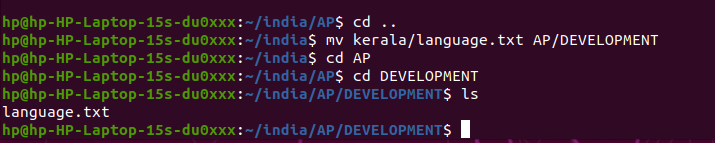 hp@hp-HP-Laptop-15s-du0xxx:~/india/AP$ cd ..
hp@hp-HP-Laptop-15s-du0xxx:~/india$ mv kerala/language.txt AP/DEVELOPMENT
hp@hp-HP-Laptop-15s-du0xxx:~/india$ cd AP
hp@hp-HP-Laptop-15s-du0xxx:~/india/AP$ cd DEVELOPMENT
hp@hp-HP-Laptop-15s-du0xxx:~/india/AP/DEVELOPMENT$ ls
language.txt
hp@hp-HP-Laptop-15s-du0xxx:~/india/AP/DEVELOPMENT$